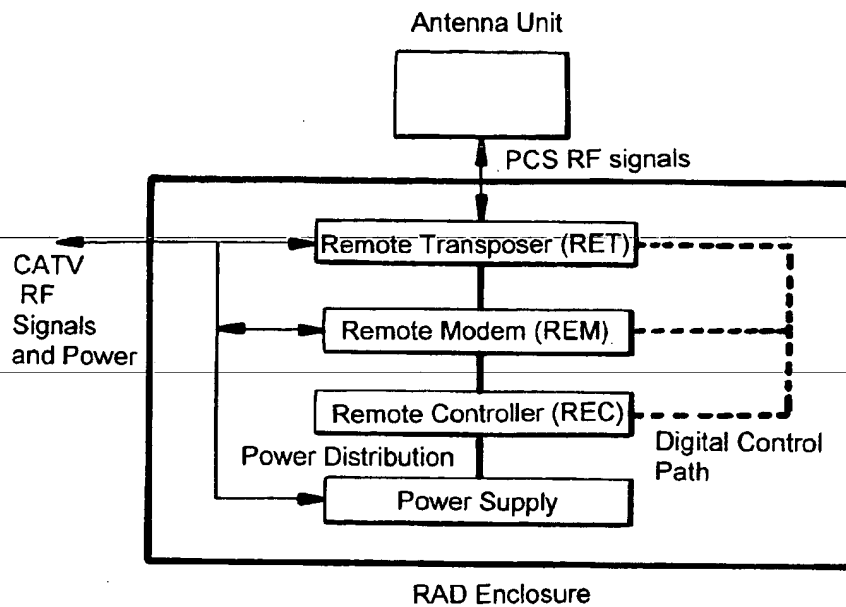 Antenna Unit
PCS RF signals
Remote Transposer (RET)
CATV
RF
Signals
and Power
Remote Modem (REM)
Remote Controller (REC)
Digital Control
Path
Power Distribution
Power Supply
RAD Enclosure